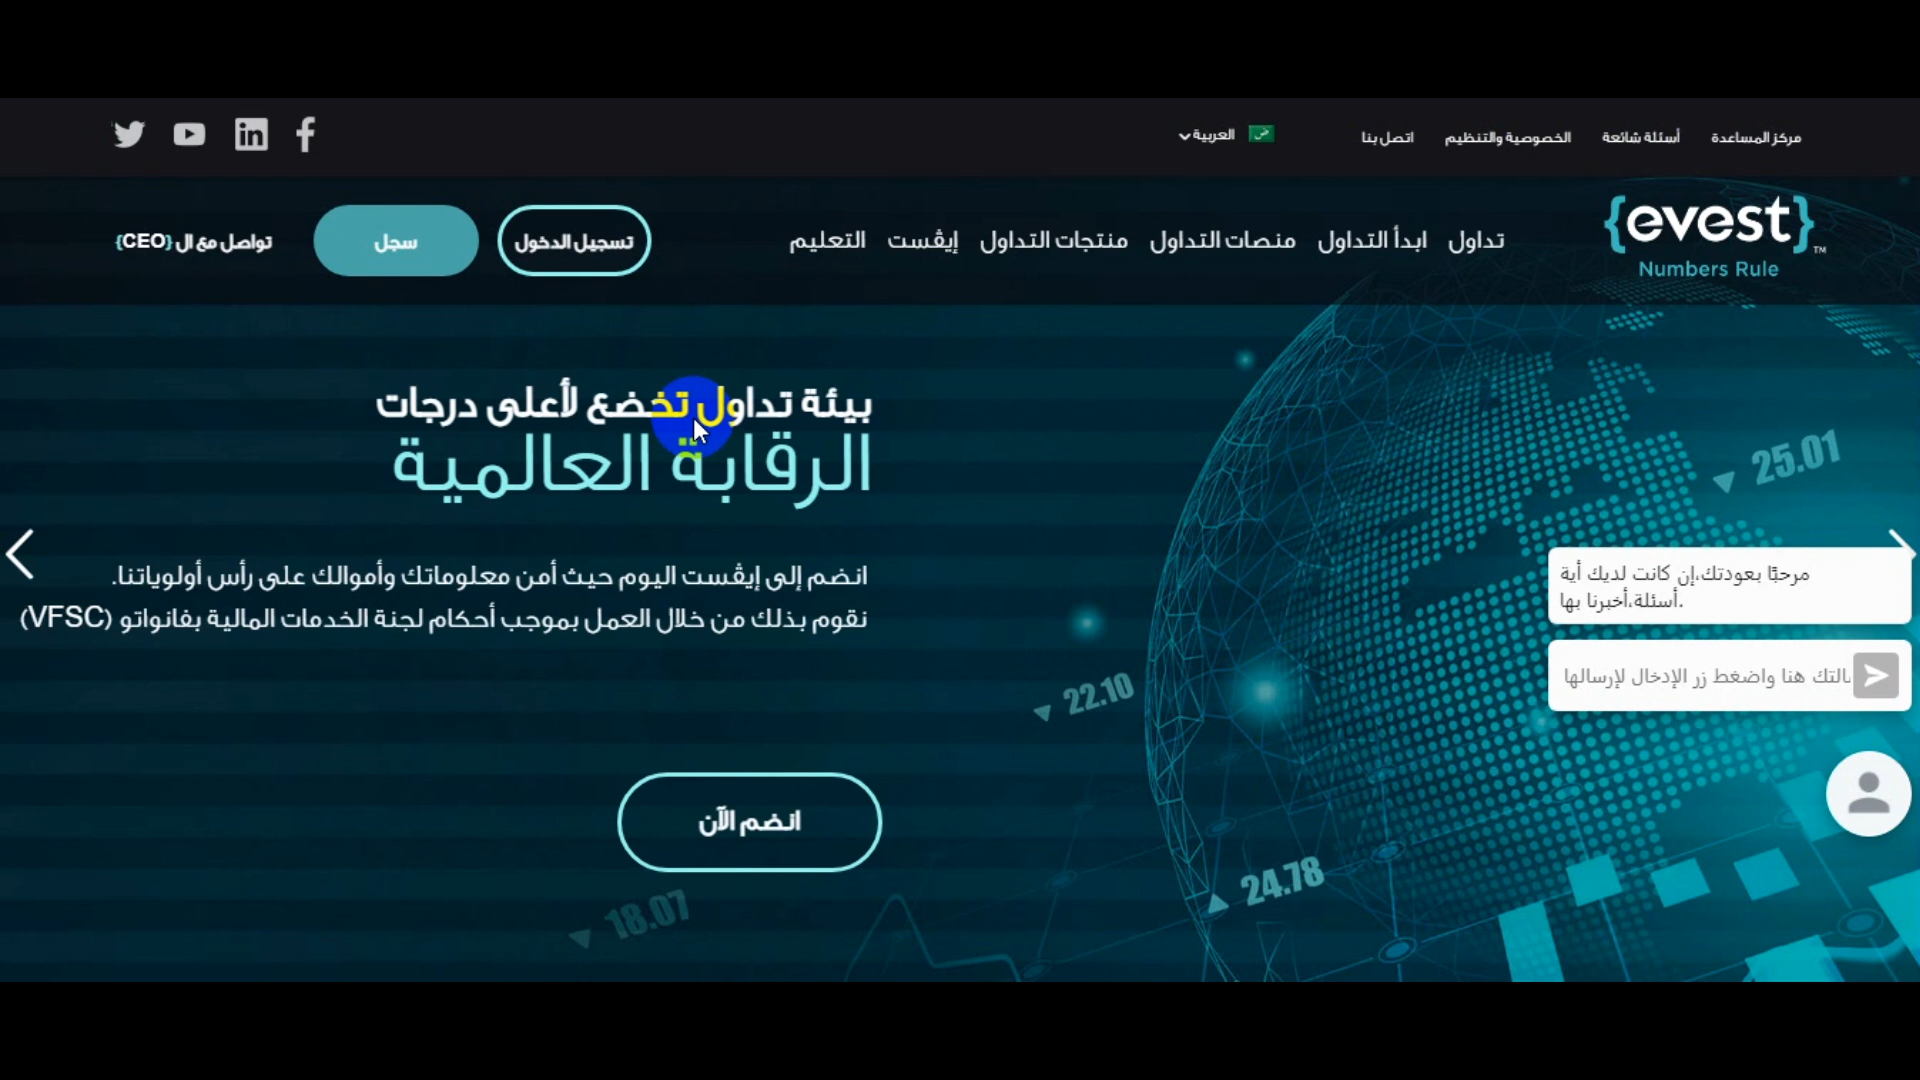 مركز المساعدة
أسئلة شائعة
الخصوصية والتنظيم
اتصل بنا
العربية
{evest}™
Numbers Rule
تداول
ابدأ التداول
منصات التداول
منتجات التداول
إيڤست
التعليم
تسجيل الدخول
سجل
تواصل مع ال {CEO}
بيئة تداول تخضع لأعلى درجات
الرقابة العالمية
انضم إلى إيڤست اليوم حيث أمن معلوماتك وأموالك على رأس أولوياتنا.
نقوم بذلك من خلال العمل بموجب أحكام لجنة الخدمات المالية بفانواتو (VFSC)
انضم الآن
25.01
22.10
24.78
18.07
مرحبًا بعودتك،إن كانت لديك أية
أسئلة،أخبرنا بها.
هنا واضغط زر الإدخال لإرسالها